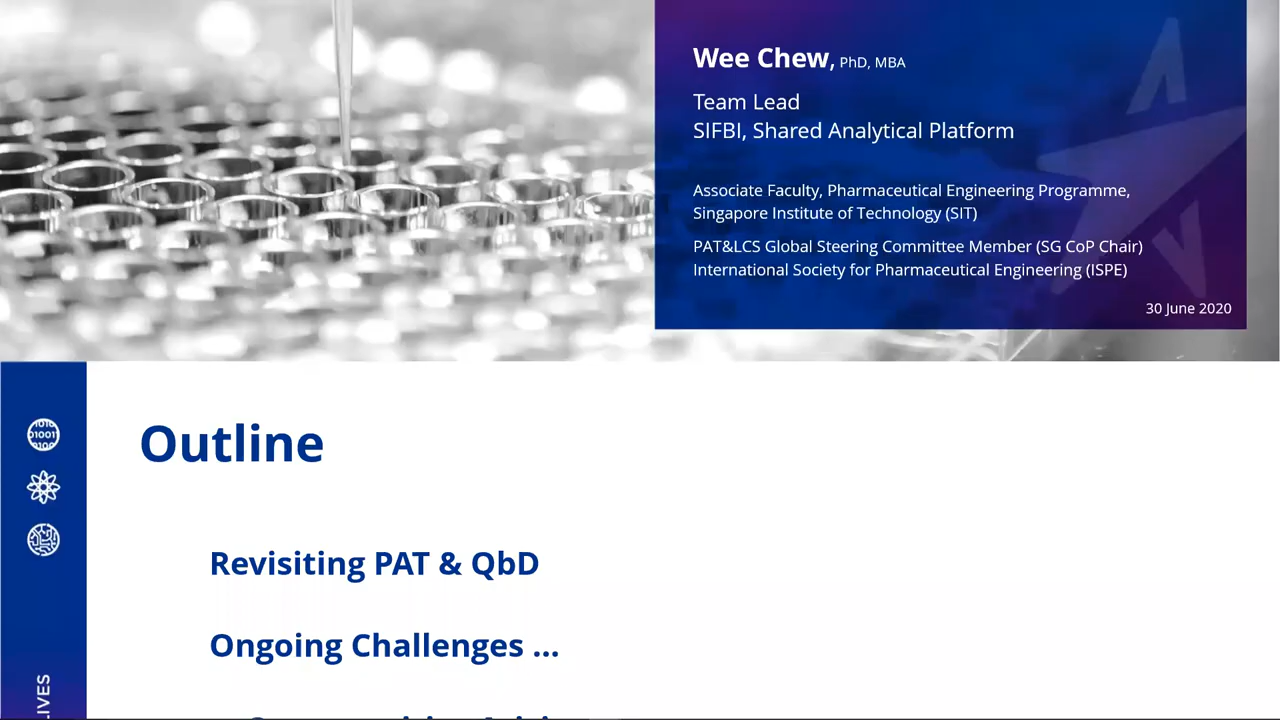 Wee Chew, PhD, MBA
Team Lead
SIFBI, Shared Analytical Platform
Associate Faculty, Pharmaceutical Engineering Programme,
Singapore Institute of Technology (SIT)
PAT&LCS Global Steering Committee Member (SG CoP Chair)
International Society for Pharmaceutical Engineering (ISPE)
30 June 2020
Outline
Revisiting PAT & QbD
Ongoing Challenges ...